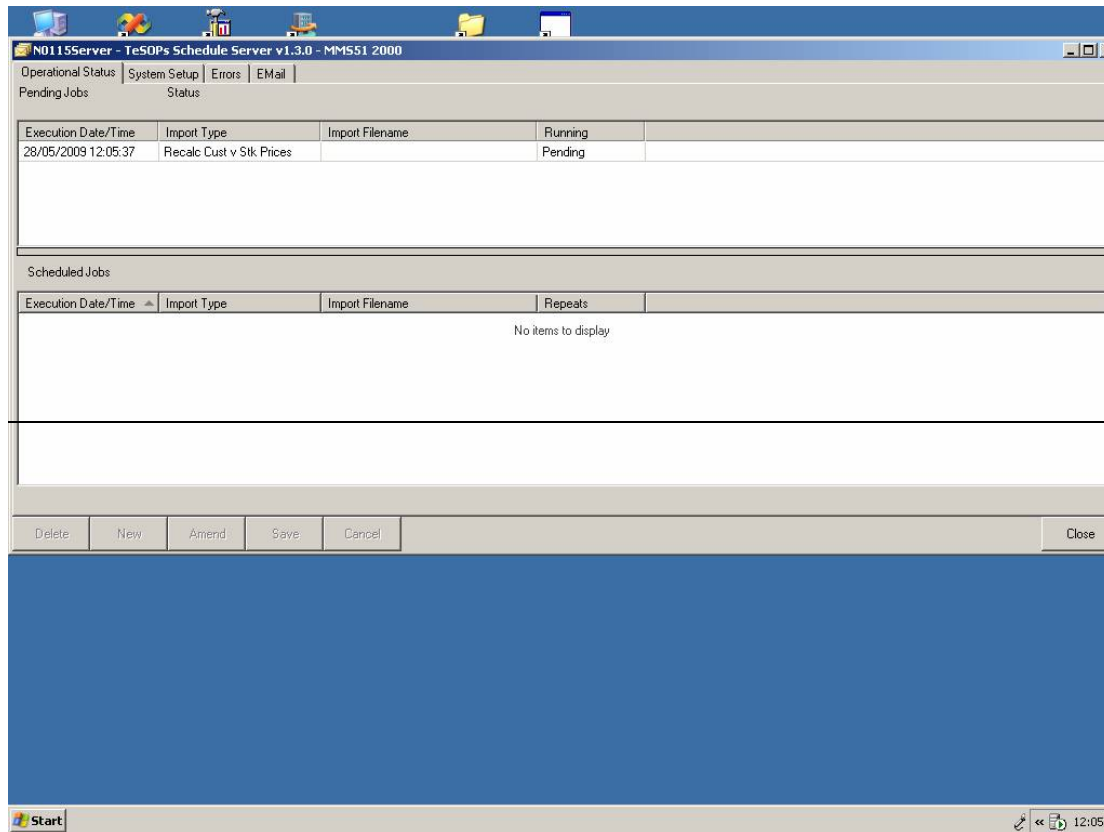 N0115Server - TeSOPs Schedule Server v1.3.0 - MMS51 2000
Operational Status System Setup Errors EMail
Pending Jobs Status
Execution Date/Time Import Type Import Filename Running
28/05/2009 12:05:37 Recalc Cust v Stk Prices Pending
Scheduled Jobs
Execution Date/Time Import Type Import Filename Repeats
No items to display
Delete New Amend Save Cancel Close
Start « 12:05